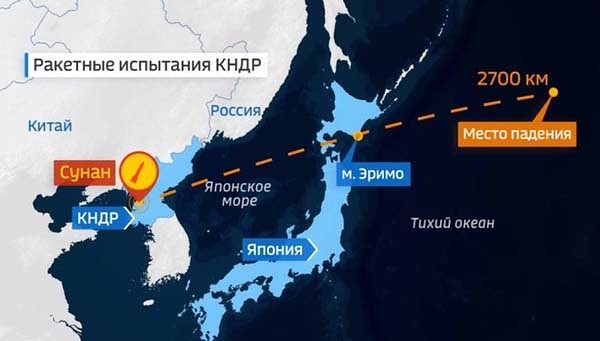 Ракетные испытания КНДР
2700 км
Россия
Китай
Место падения
Сунан
м. Эримо
Японское
море
КНДР
Тихий океан
Япония